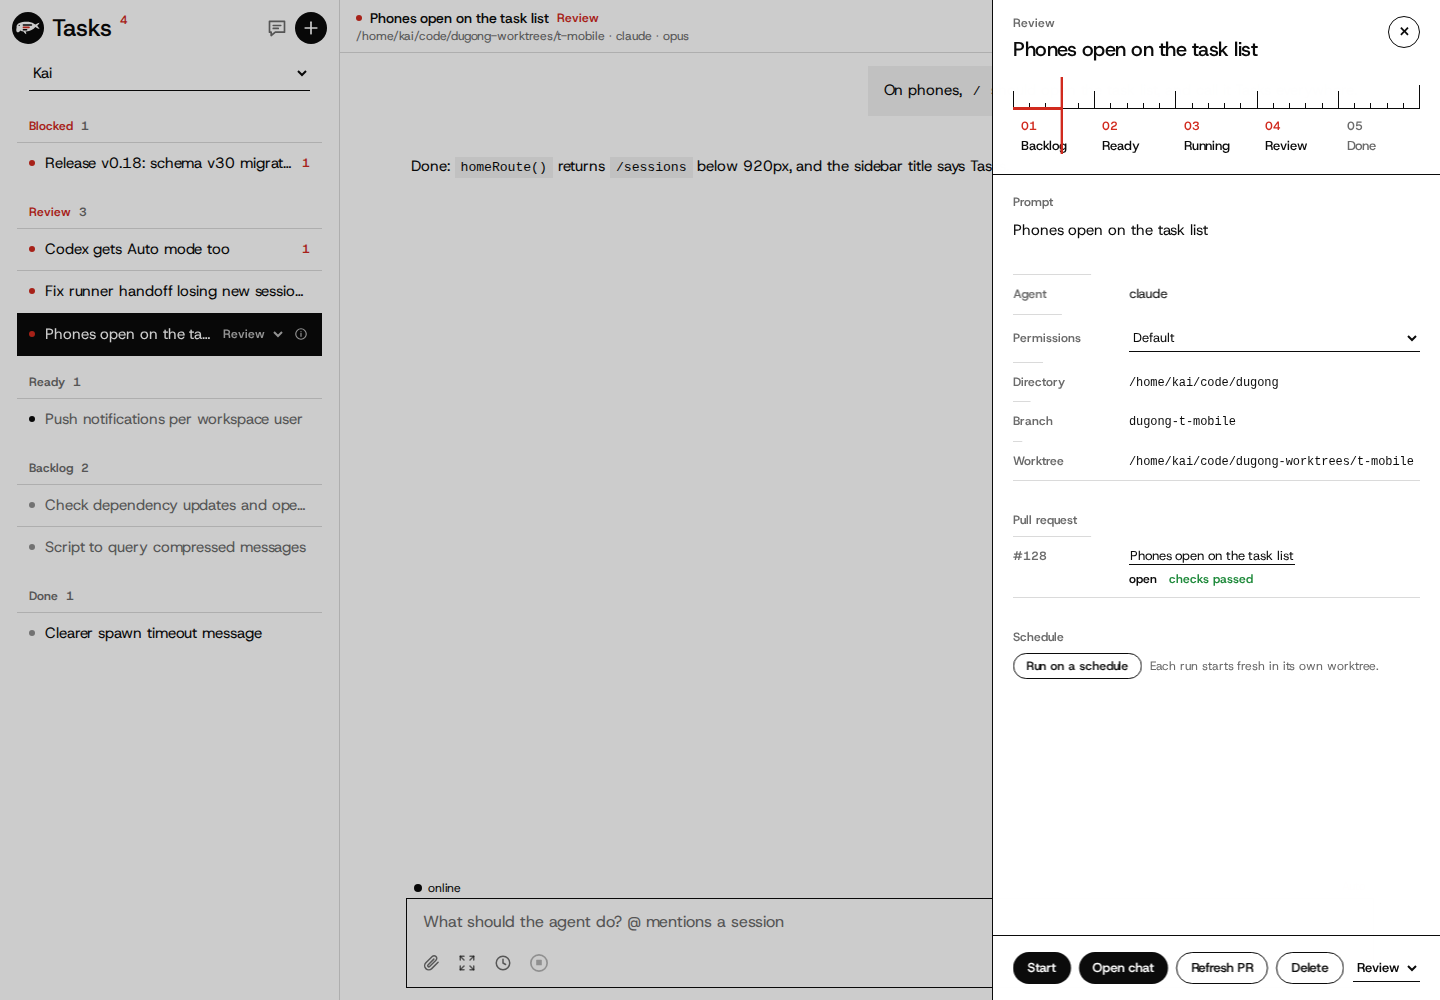 Tasks 4
Kai
Blocked 1
Release v0.18: schema v30 migrat... 1
Review 3
Codex gets Auto mode too 1
Fix runner handoff losing new sessio...
Phones open on the ta... Review
Ready 1
Push notifications per workspace user
Backlog 2
Check dependency updates and ope...
Script to query compressed messages
Done 1
Clearer spawn timeout message
Phones open on the task list Review
/home/kai/code/dugong-worktrees/t-mobile · claude · opus
On phones, /
Done: homeRoute() returns /sessions below 920px, and the sidebar title says Tas
online
What should the agent do? @ mentions a session
Review
Phones open on the task list
01 02 03 04 05
Backlog Ready Running Review Done
Prompt
Phones open on the task list
Agent claude
Permissions Default
Directory /home/kai/code/dugong
Branch dugong-t-mobile
Worktree /home/kai/code/dugong-worktrees/t-mobile
Pull request
#128 Phones open on the task list
open checks passed
Schedule
Run on a schedule Each run starts fresh in its own worktree.
Start Open chat Refresh PR Delete Review